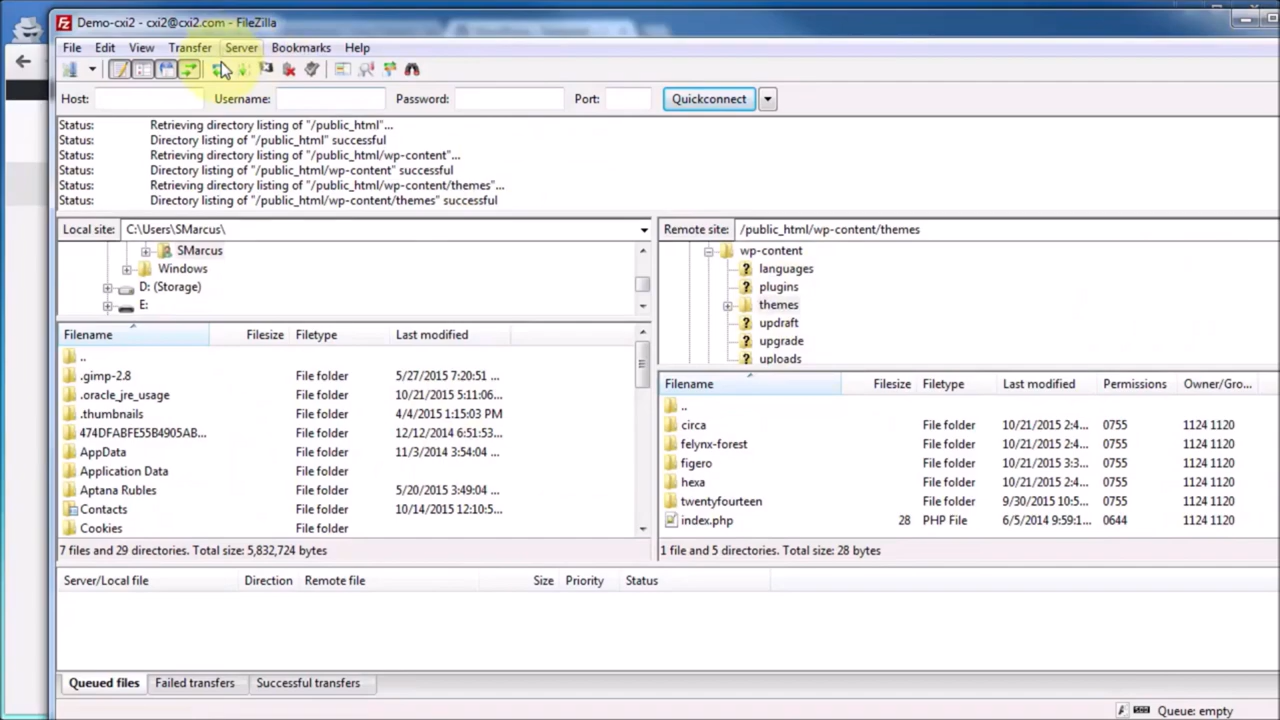 Demo-cxi2 - cxi2@cxi2.com - FileZilla
File Edit View Transfer Server Bookmarks Help
Host: Username: Password: Port: Quickconnect
Status: Retrieving directory listing of "/public_html"...
Status: Directory listing of "/public_html" successful
Status: Retrieving directory listing of "/public_html/wp-content"...
Status: Directory listing of "/public_html/wp-content" successful
Status: Retrieving directory listing of "/public_html/wp-content/themes"...
Status: Directory listing of "/public_html/wp-content/themes" successful
Local site: C:\Users\SMarcus\
SMarcus
Windows
D: (Storage)
E:
Filename Filesize Filetype Last modified
..
.gimp-2.8 File folder 5/27/2015 7:20:51 ...
.oracle_jre_usage File folder 10/21/2015 5:11:06...
.thumbnails File folder 4/4/2015 1:15:03 PM
474DFABFE55B4905AB... File folder 12/12/2014 6:51:53...
AppData File folder 11/3/2014 3:54:04 ...
Application Data File folder
Aptana Rubles File folder 5/20/2015 3:49:04 ...
Contacts File folder 10/14/2015 12:10:5...
Cookies File folder
7 files and 29 directories. Total size: 5,832,724 bytes
Remote site: /public_html/wp-content/themes
wp-content
languages
plugins
themes
updraft
upgrade
uploads
Filename Filesize Filetype Last modified Permissions Owner/Gro...
..
circa File folder 10/21/2015 2:4... 0755 1124 1120
felynx-forest File folder 10/21/2015 2:4... 0755 1124 1120
figero File folder 10/21/2015 3:3... 0755 1124 1120
hexa File folder 10/21/2015 2:4... 0755 1124 1120
twentyfourteen File folder 9/30/2015 10:5... 0755 1124 1120
index.php 28 PHP File 6/5/2014 9:59:1... 0644 1124 1120
1 file and 5 directories. Total size: 28 bytes
Server/Local file Direction Remote file Size Priority Status
Queued files Failed transfers Successful transfers
Queue: empty